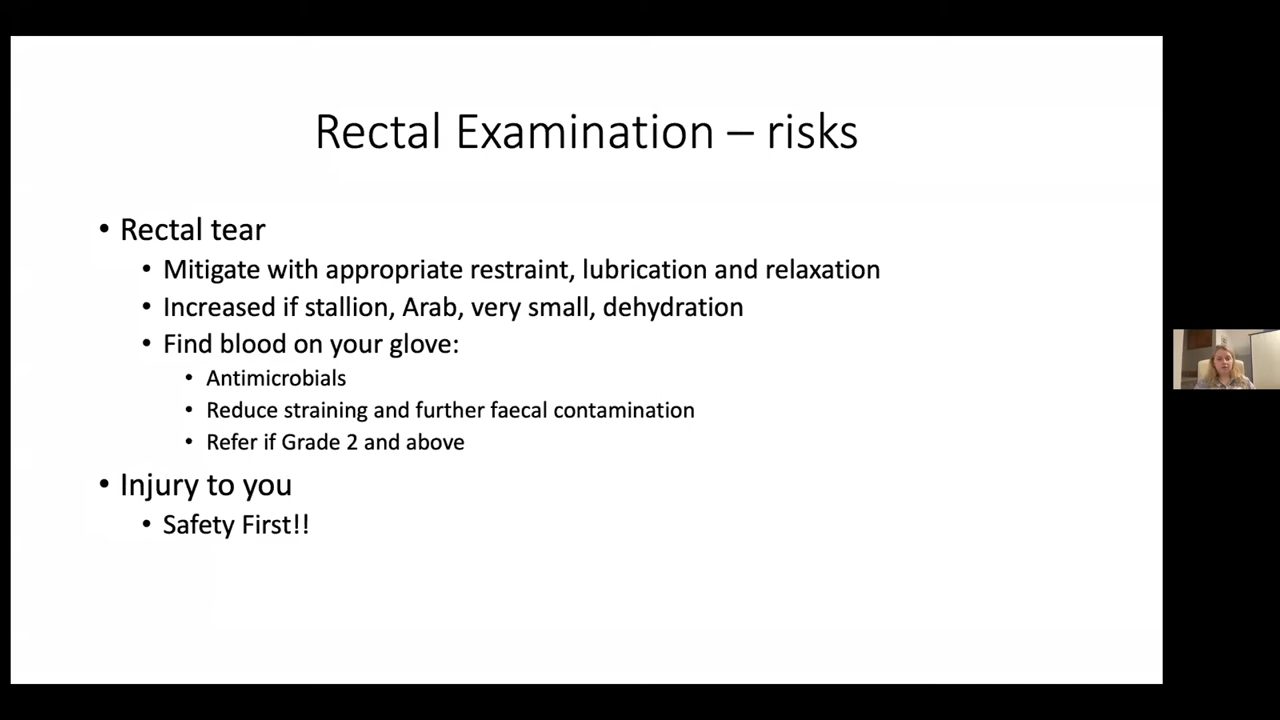 Rectal Examination – risks
• Rectal tear
• Mitigate with appropriate restraint, lubrication and relaxation
• Increased if stallion, Arab, very small, dehydration
• Find blood on your glove:
• Antimicrobials
• Reduce straining and further faecal contamination
• Refer if Grade 2 and above
• Injury to you
• Safety First!!